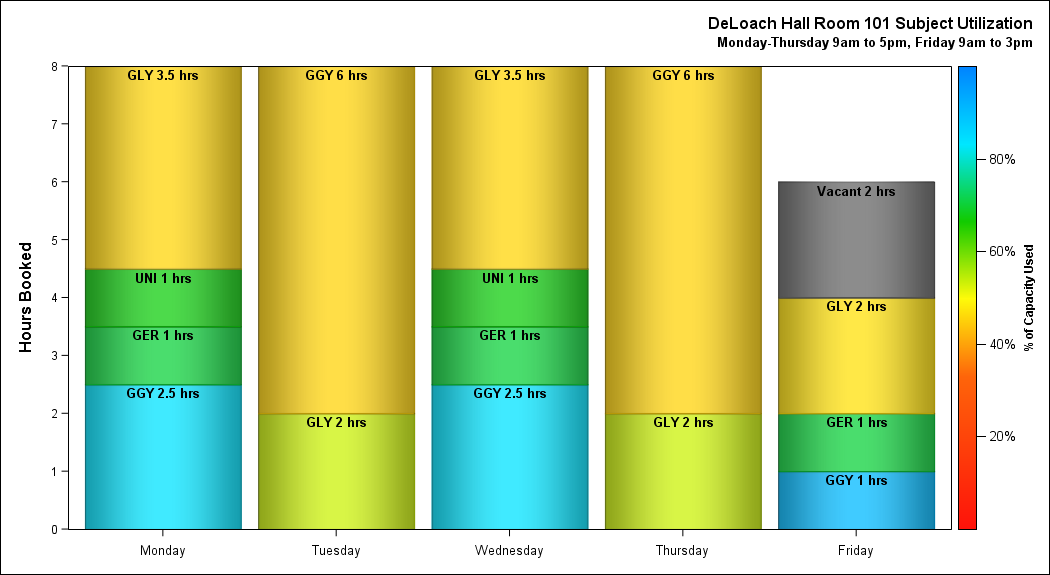 DeLoach Hall Room 101 Subject Utilization
Monday-Thursday 9am to 5pm, Friday 9am to 3pm
Hours Booked
8
7
6
5
4
3
2
1
0
GLY 3.5 hrs
UNI 1 hrs
GER 1 hrs
GGY 2.5 hrs
GGY 6 hrs
GLY 2 hrs
GLY 3.5 hrs
UNI 1 hrs
GER 1 hrs
GGY 2.5 hrs
GGY 6 hrs
GLY 2 hrs
Vacant 2 hrs
GLY 2 hrs
GER 1 hrs
GGY 1 hrs
Monday
Tuesday
Wednesday
Thursday
Friday
80%
60%
40%
20%
% of Capacity Used